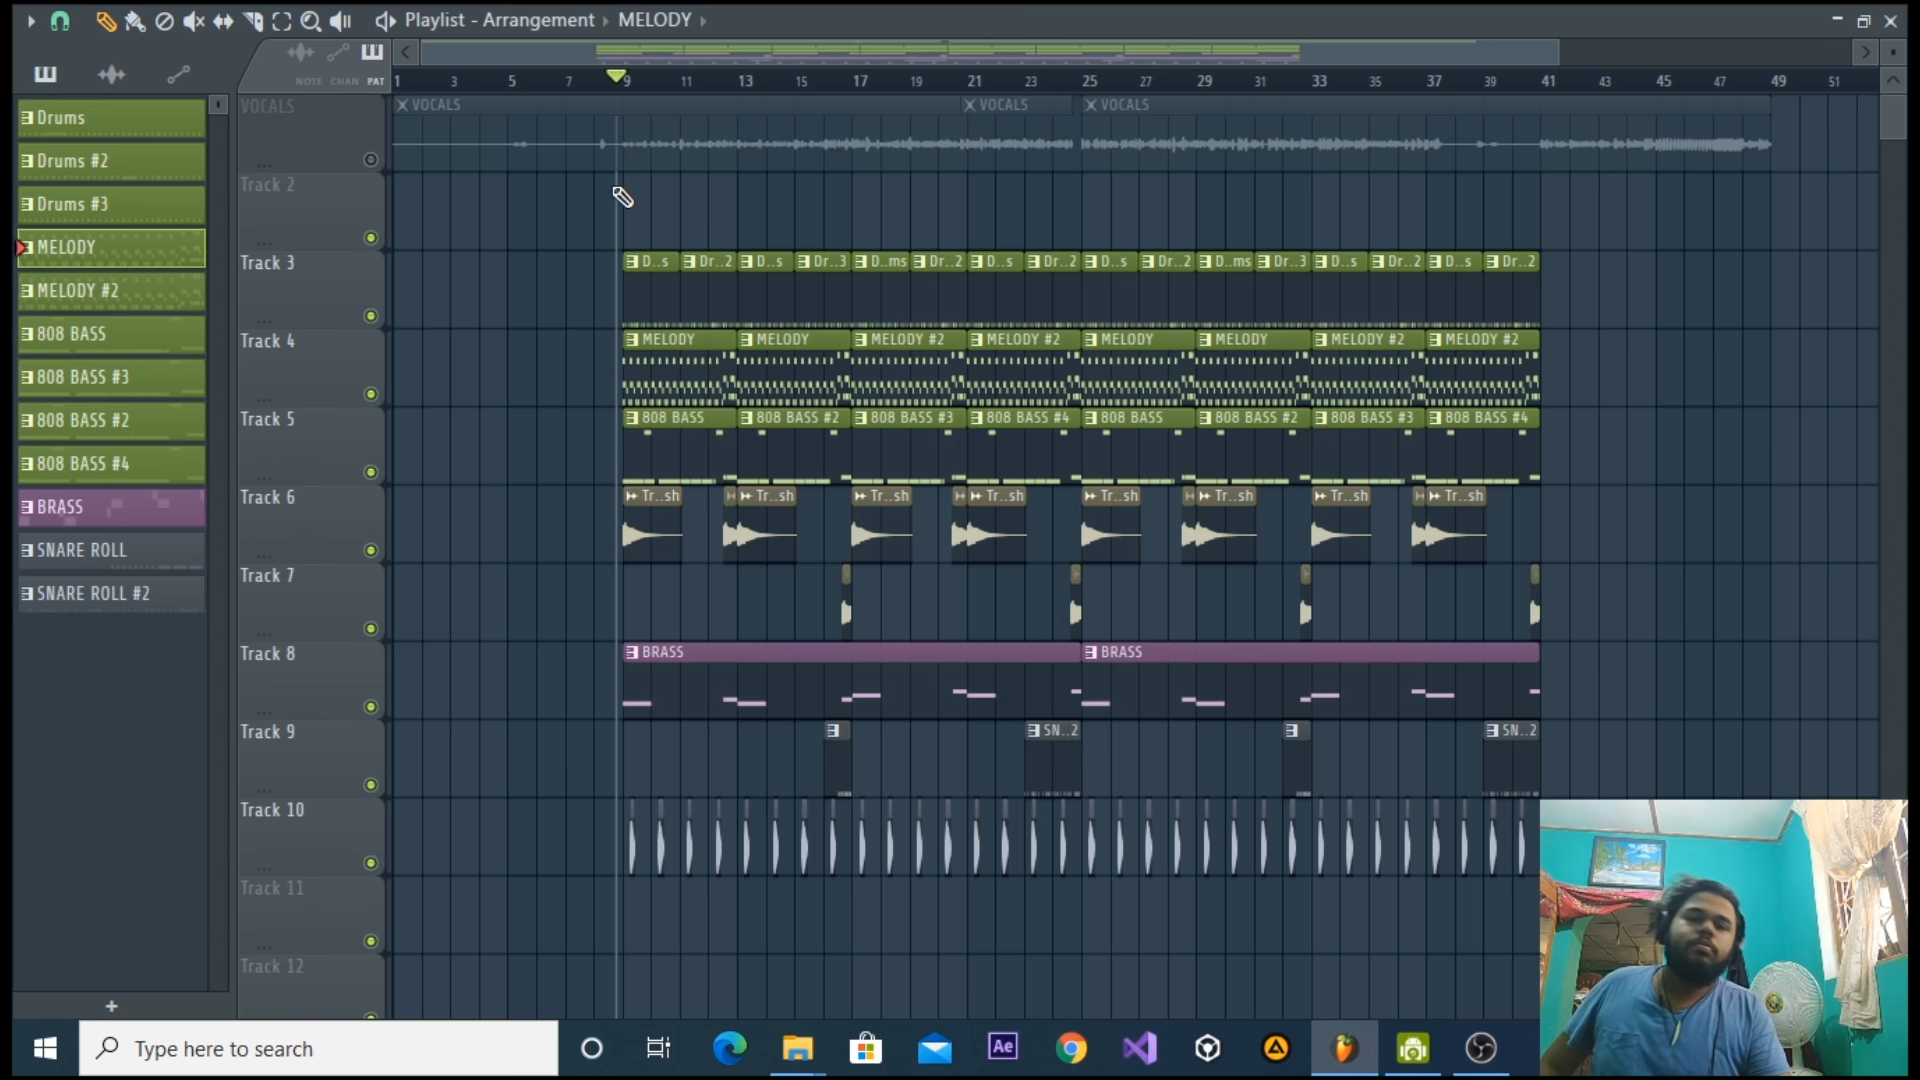 Playlist - Arrangement › MELODY ›
NOTE CHAN PAT
1 3 5 7 9 11 13 15 17 19 21 23 25 27 29 31 33 35 37 39 41 43 45 47 49 51
Drums
Drums #2
Drums #3
MELODY
MELODY #2
808 BASS
808 BASS #3
808 BASS #2
808 BASS #4
BRASS
SNARE ROLL
SNARE ROLL #2
+
VOCALS VOCALS VOCALS VOCALS
Track 2
Track 3 D..s Dr..2 D..s Dr..3 D..ms Dr..2 D..s Dr..2 D..s Dr..2 D..ms Dr..3 D..s Dr..2 D..s Dr..2
Track 4 MELODY MELODY MELODY #2 MELODY #2 MELODY MELODY MELODY #2 MELODY #2
Track 5 808 BASS 808 BASS #2 808 BASS #3 808 BASS #4 808 BASS 808 BASS #2 808 BASS #3 808 BASS #4
Track 6 Tr..sh Tr..sh Tr..sh Tr..sh Tr..sh Tr..sh Tr..sh Tr..sh
Track 7
Track 8 BRASS BRASS
Track 9 SN..2 SN..2
Track 10
Track 11
Track 12
Type here to search
Ae